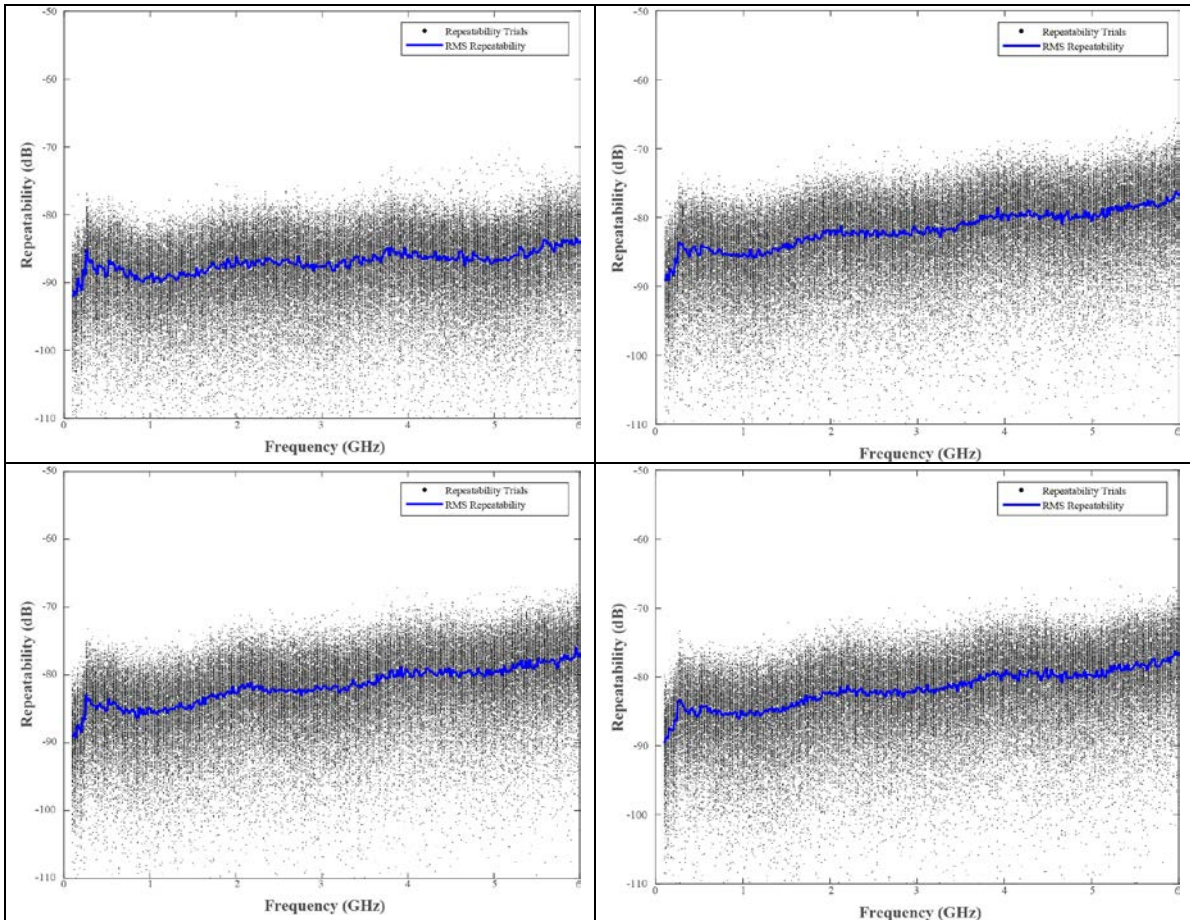 -50
-60
-70
-80
-90
-100
-110
0 1 2 3 4 5 6
Repeatability (dB)
Frequency (GHz)
Repeatability Trials
RMS Repeatability
-50
-60
-70
-80
-90
-100
-110
0 1 2 3 4 5 6
Repeatability (dB)
Frequency (GHz)
Repeatability Trials
RMS Repeatability
-50
-60
-70
-80
-90
-100
-110
0 1 2 3 4 5 6
Repeatability (dB)
Frequency (GHz)
Repeatability Trials
RMS Repeatability
-50
-60
-70
-80
-90
-100
-110
0 1 2 3 4 5 6
Repeatability (dB)
Frequency (GHz)
Repeatability Trials
RMS Repeatability